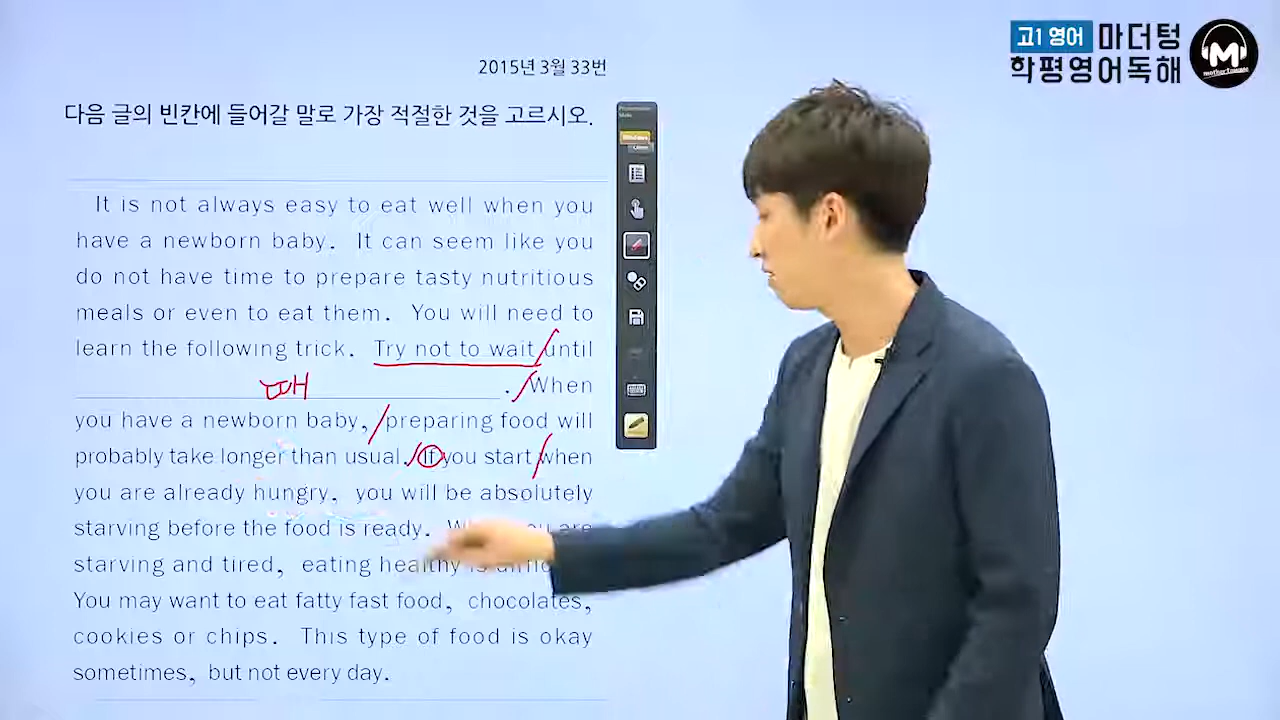 고1 영어 마더텅
학평영어독해
mothertongue
2015년 3월 33번
다음 글의 빈칸에 들어갈 말로 가장 적절한 것을 고르시오.
It is not always easy to eat well when you
have a newborn baby. It can seem like you
do not have time to prepare tasty nutritious
meals or even to eat them. You will need to
learn the following trick. Try not to wait until
때 . When
you have a newborn baby, preparing food will
probably take longer than usual. If you start when
you are already hungry, you will be absolutely
starving before the food is ready. you are
starving and tired, eating healthy is
You may want to eat fatty fast food, chocolates,
cookies or chips. This type of food is okay
sometimes, but not every day.